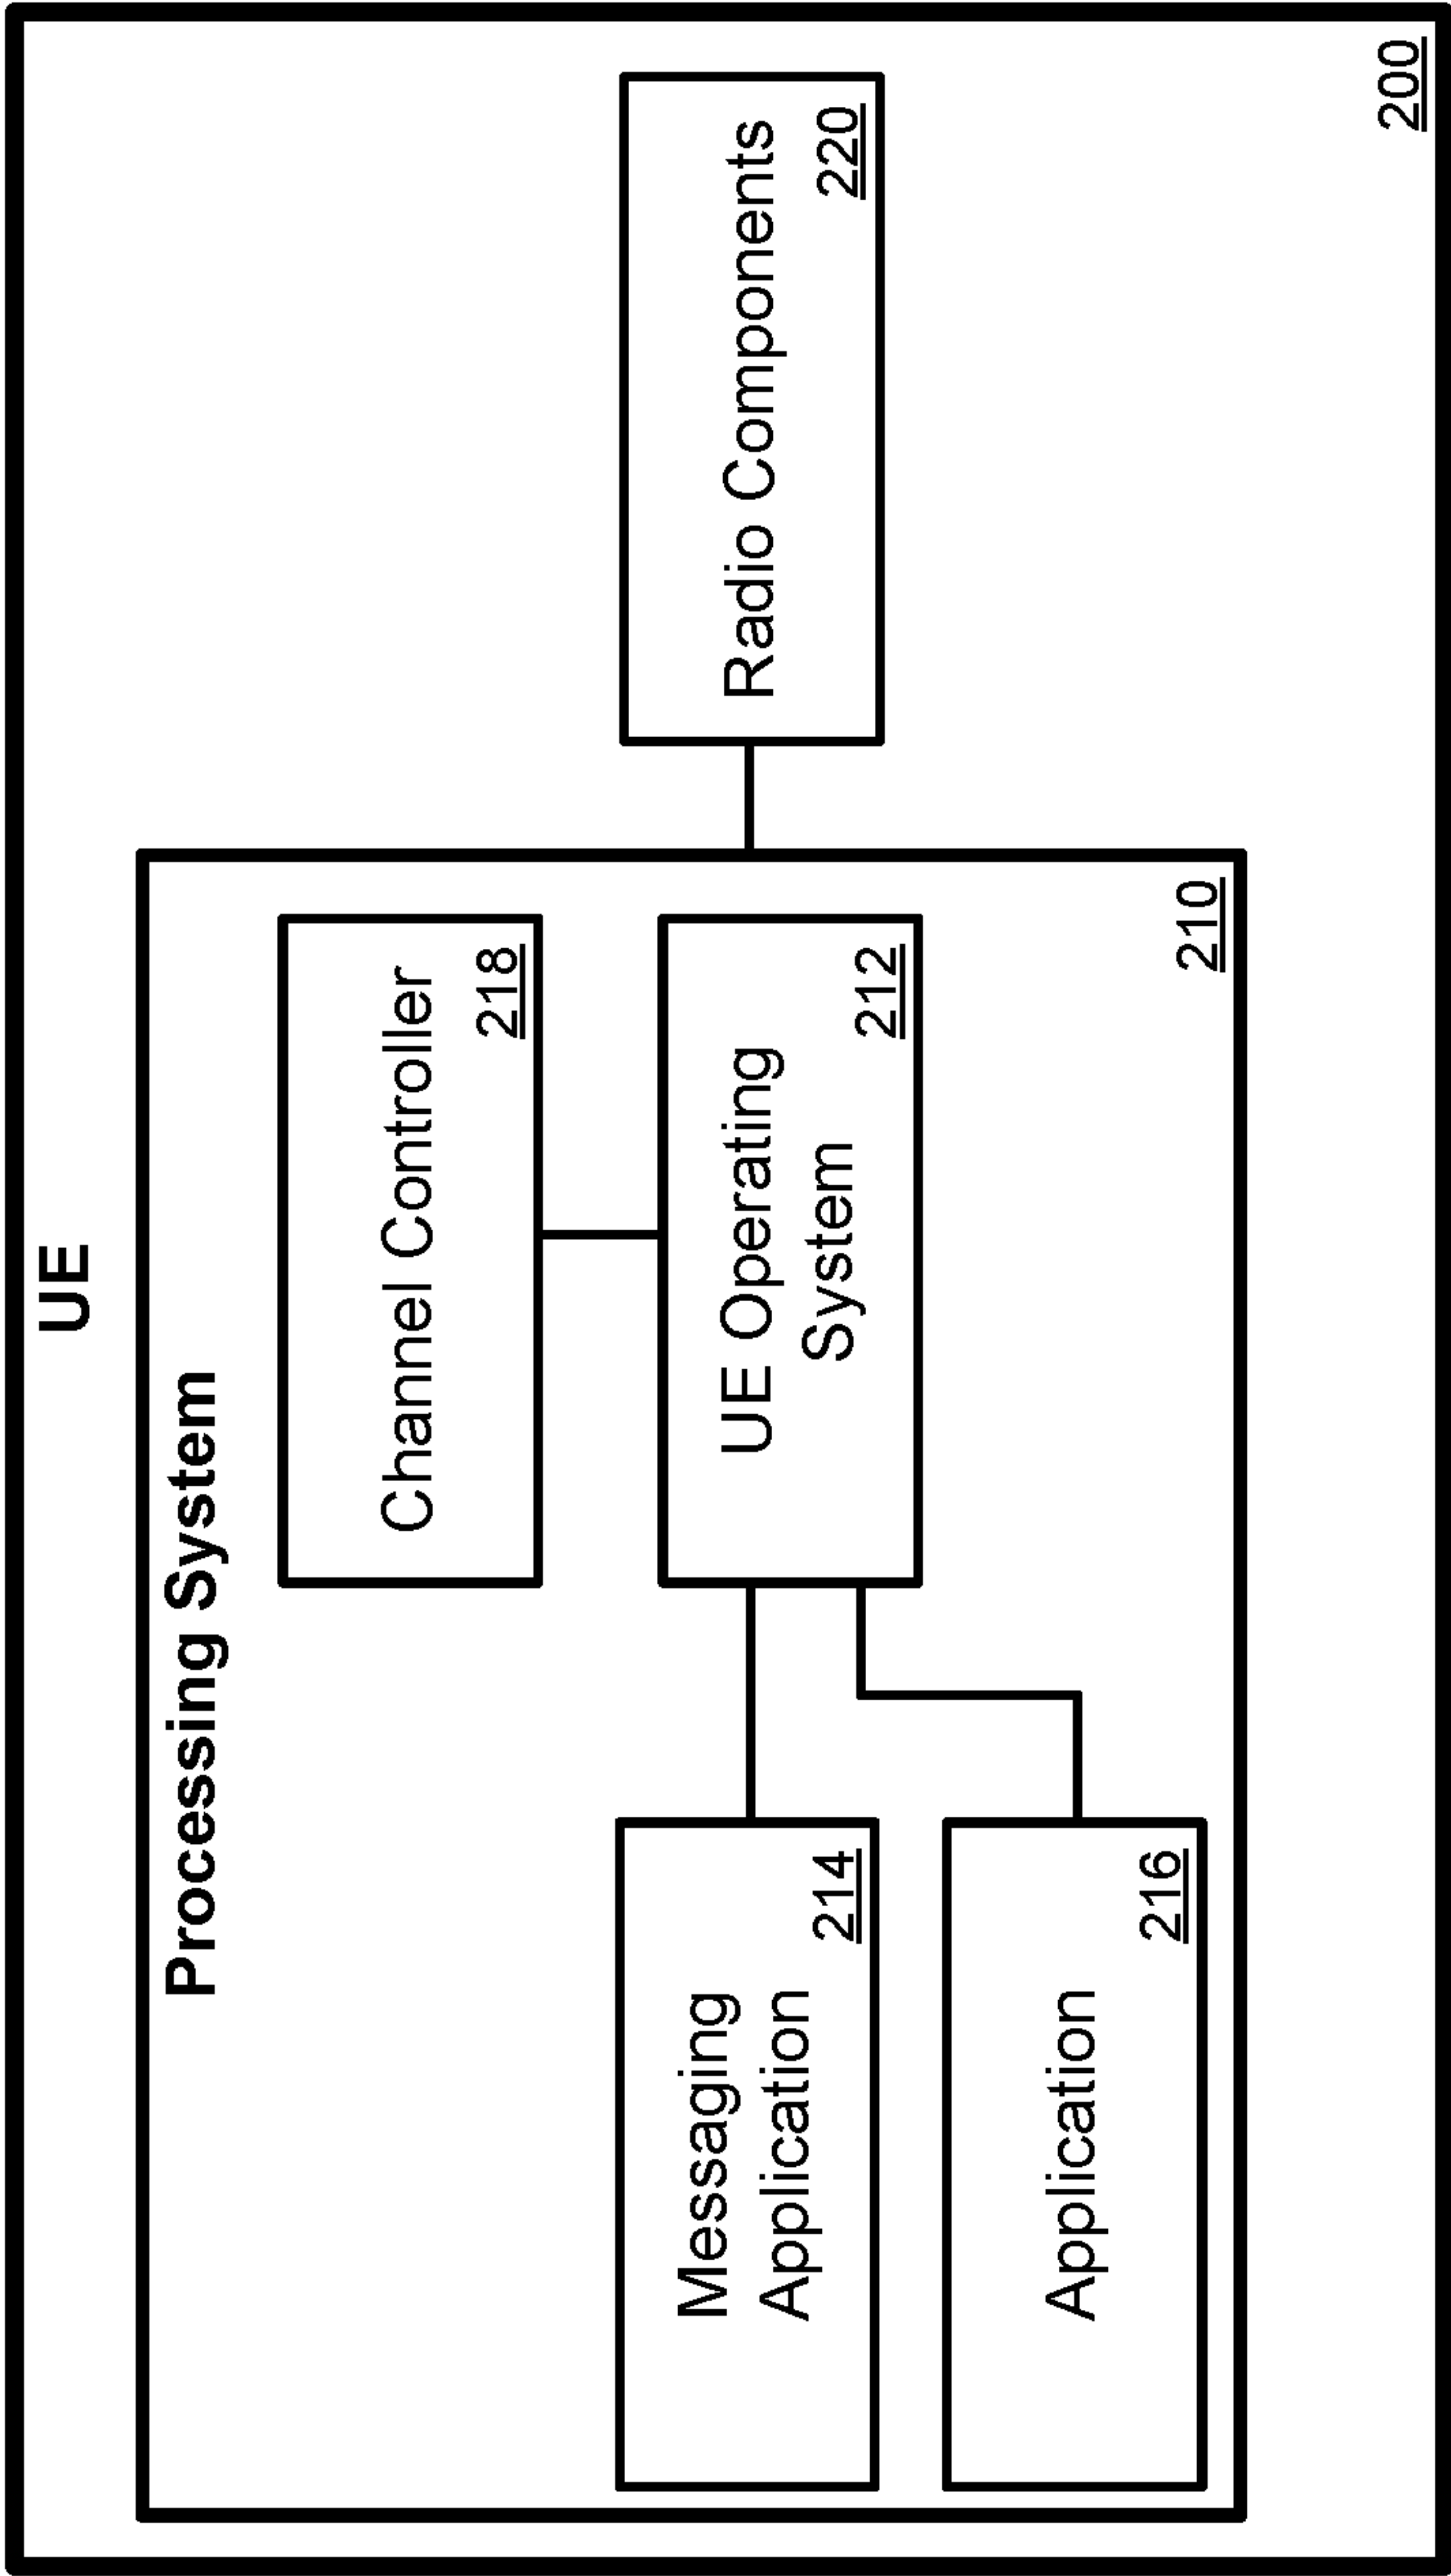 UE
Processing System
Channel Controller
218
Messaging
Application
214
UE Operating
System
212
Radio Components
220
Application
216
210
200